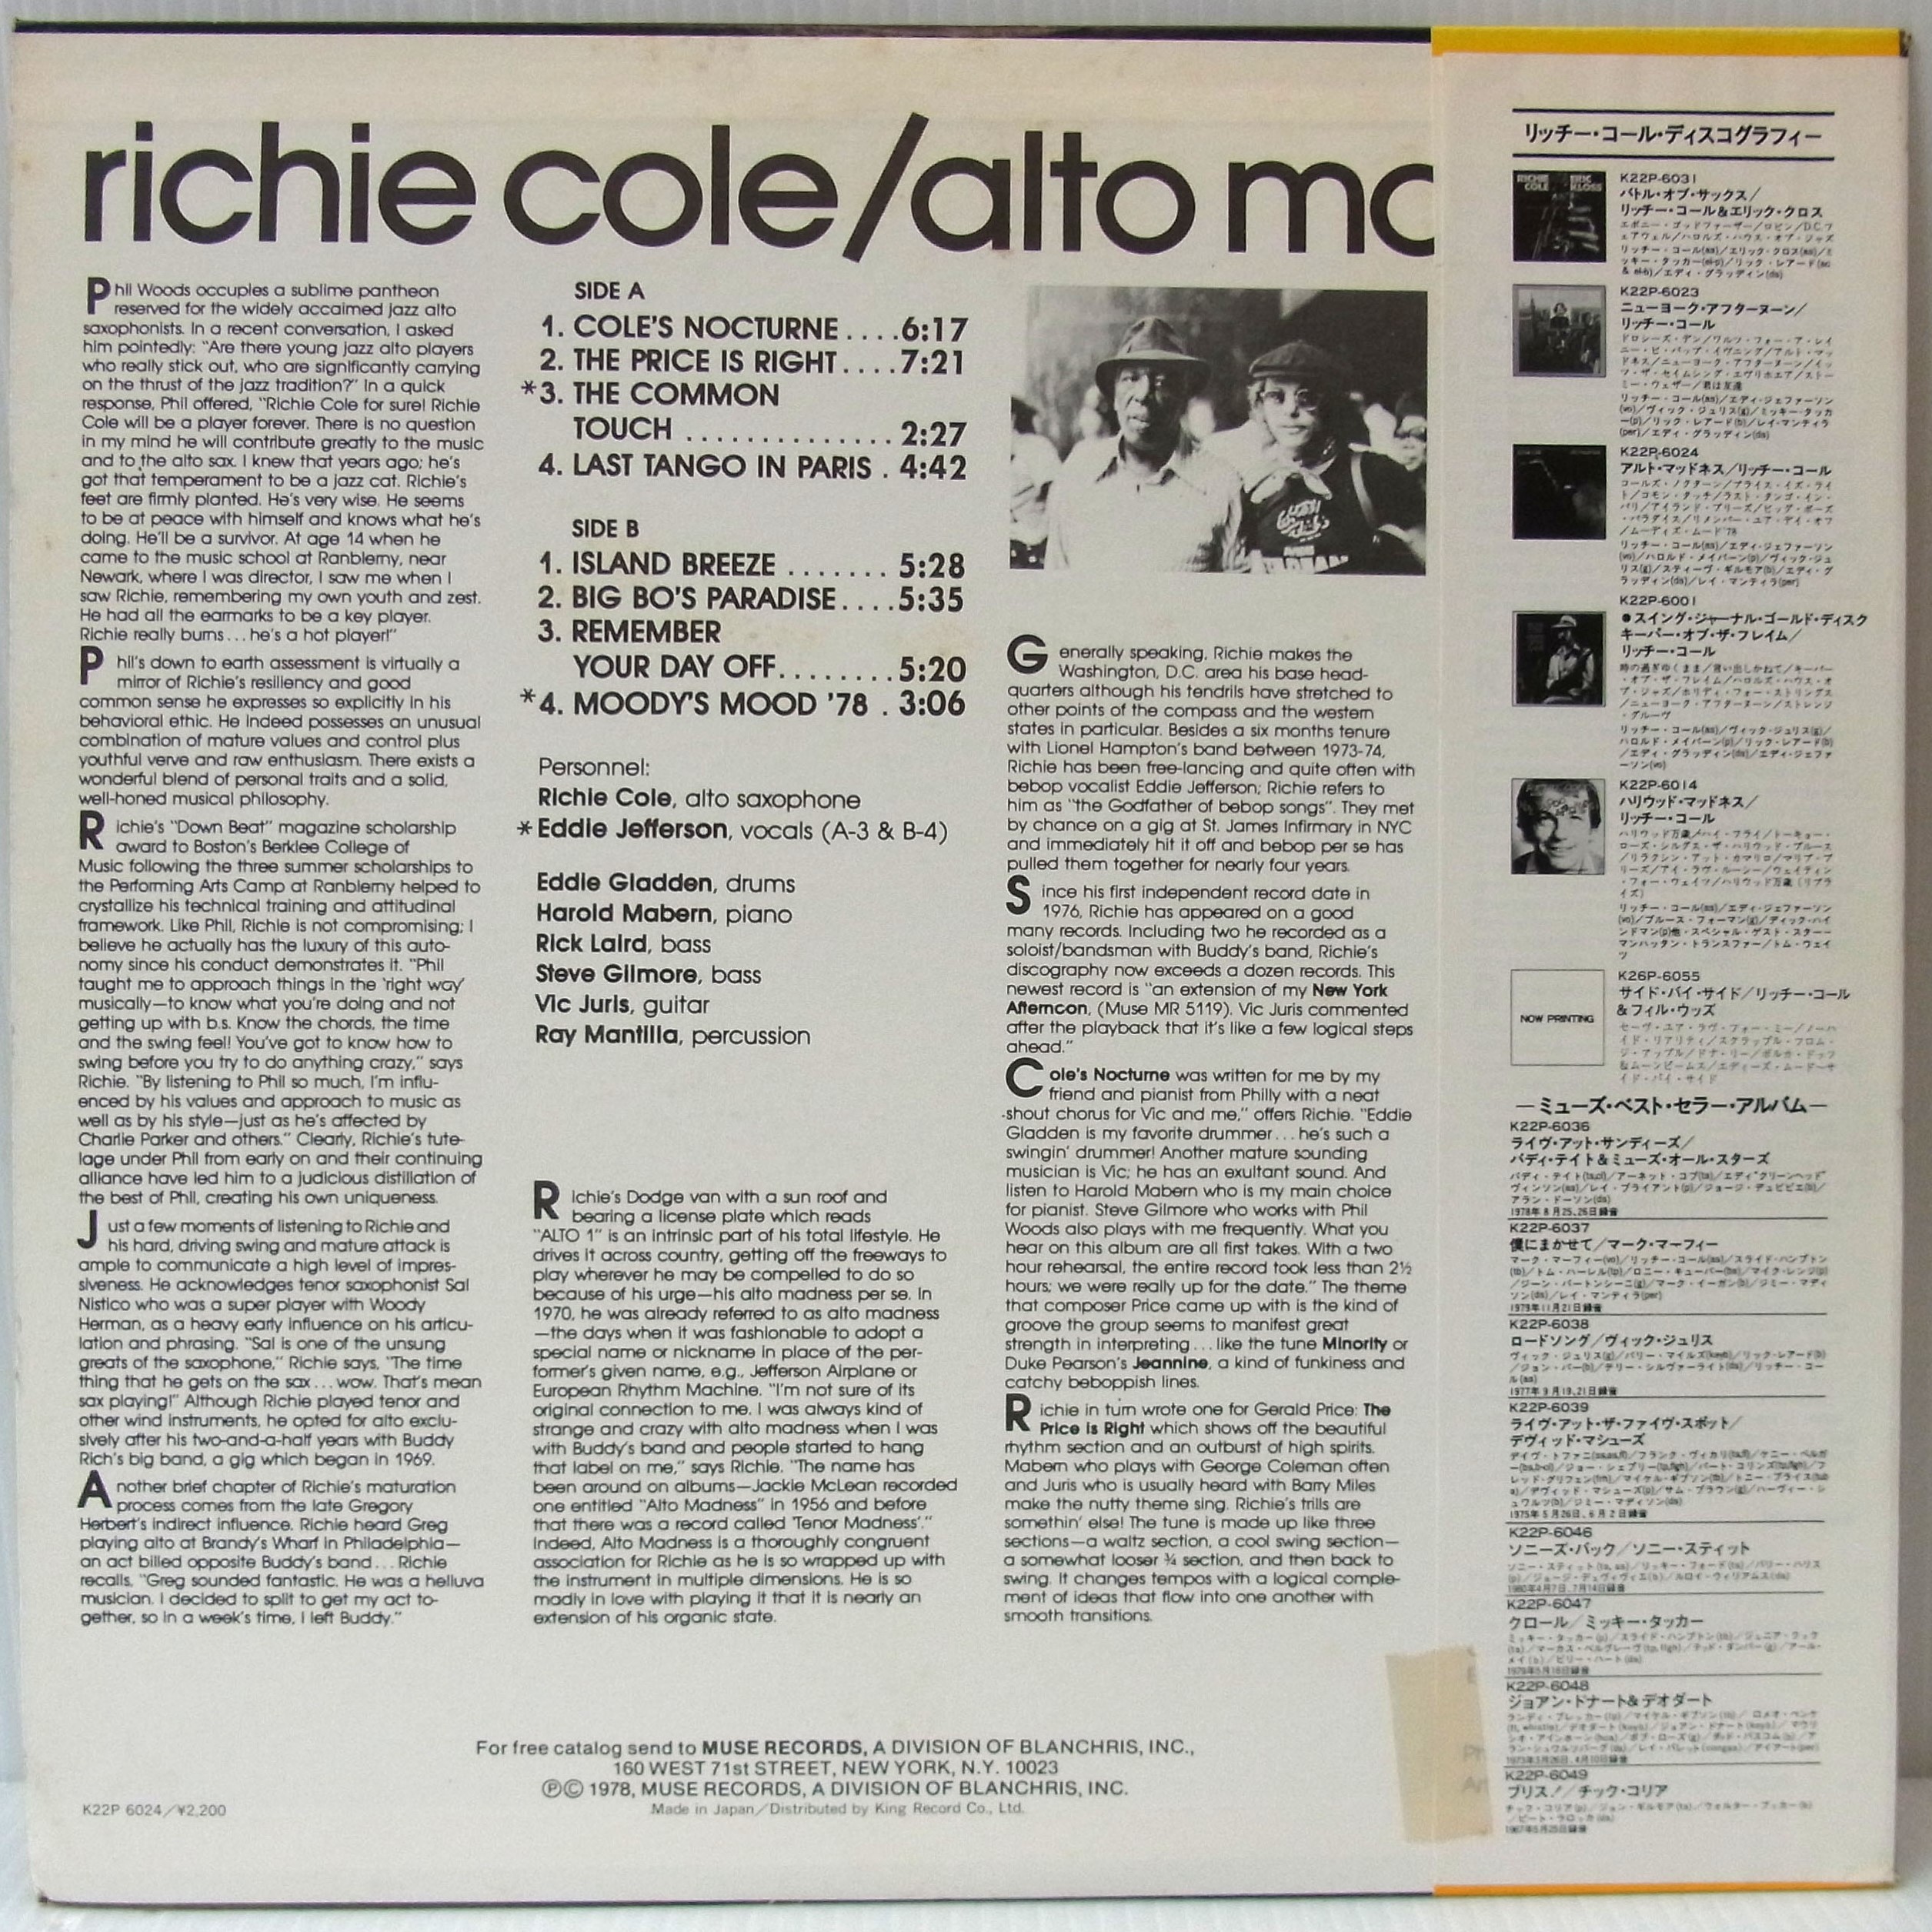 richie cole/alto ma
Phil Woods occupies a sublime pantheon
reserved for the widely accaimed jazz alto
saxophonists. In a recent conversation, I asked
him pointedly: "Are there young jazz alto players
who really stick out, who are significantly carrying
on the thrust of the jazz tradition?" In a quick
response, Phil offered, "Richie Cole for sure! Richie
Cole will be a player forever. There is no question
in my mind he will contribute greatly to the music
and to the alto sax. I knew that years ago; he's
got that temperament to be a jazz cat. Richie's
feet are firmly planted. He's very wise. He seems
to be at peace with himself and knows what he's
doing. He'll be a survivor. At age 14 when he
came to the music school at Ranblerny, near
Newark, where I was director, I saw me when I
saw Richie, remembering my own youth and zest.
He had all the earmarks to be a key player.
Richie really burns...he's a hot player!"
Phil's down to earth assessment is virtually a
mirror of Richie's resiliency and good
common sense he expresses so explicitly in his
behavioral ethic. He indeed possesses an unusual
combination of mature values and control plus
youthful verve and raw enthusiasm. There exists a
wonderful blend of personal traits and a solid,
well-honed musical philosophy.
Richie's "Down Beat" magazine scholarship
award to Boston's Berklee College of
Music following the three summer scholarships to
the Performing Arts Camp at Ranblerny helped to
crystallize his technical training and attitudinal
framework. Like Phil, Richie is not compromising; I
believe he actually has the luxury of this auto-
nomy since his conduct demonstrates it. "Phil
taught me to approach things in the 'right way'
musically—to know what you're doing and not
getting up with b.s. Know the chords, the time
and the swing feel! You've got to know how to
swing before you try to do anything crazy," says
Richie. "By listening to Phil so much, I'm influ-
enced by his values and approach to music as
well as by his style—just as he's affected by
Charlie Parker and others." Clearly, Richie's tute-
lage under Phil from early on and their continuing
alliance have led him to a judicious distillation of
the best of Phil, creating his own uniqueness.
Just a few moments of listening to Richie and
his hard, driving swing and mature attack is
ample to communicate a high level of impres-
siveness. He acknowledges tenor saxophonist Sal
Nistico who was a super player with Woody
Herman, as a heavy early influence on his articu-
lation and phrasing. "Sal is one of the unsung
greats of the saxophone," Richie says, "The time
thing that he gets on the sax...wow. That's mean
sax playing!" Although Richie played tenor and
other wind instruments, he opted for alto exclu-
sively after his two-and-a-half years with Buddy
Rich's big band, a gig which began in 1969.
Another brief chapter of Richie's maturation
process comes from the late Gregory
Herbert's indirect influence. Richie heard Greg
playing alto at Brandy's Wharf in Philadelphia—
an act billed opposite Buddy's band...Richie
recalls, "Greg sounded fantastic. He was a helluva
musician. I decided to split to get my act to-
gether, so in a week's time, I left Buddy."
SIDE A
1. COLE'S NOCTURNE....6:17
2. THE PRICE IS RIGHT....7:21
*3. THE COMMON
TOUCH ...............2:27
4. LAST TANGO IN PARIS . 4:42
SIDE B
1. ISLAND BREEZE ....... 5:28
2. BIG BO'S PARADISE....5:35
3. REMEMBER
YOUR DAY OFF........5:20
*4. MOODY'S MOOD '78 . 3:06
Personnel:
Richie Cole, alto saxophone
*Eddie Jefferson, vocals (A-3 & B-4)
Eddie Gladden, drums
Harold Mabern, piano
Rick Laird, bass
Steve Gilmore, bass
Vic Juris, guitar
Ray Mantilla, percussion
Richie's Dodge van with a sun roof and
bearing a license plate which reads
"ALTO 1" is an intrinsic part of his total lifestyle. He
drives it across country, getting off the freeways to
play wherever he may be compelled to do so
because of his urge—his alto madness per se. In
1970, he was already referred to as alto madness
—the days when it was fashionable to adopt a
special name or nickname in place of the per-
former's given name, e.g., Jefferson Airplane or
European Rhythm Machine. "I'm not sure of its
original connection to me. I was always kind of
strange and crazy with alto madness when I was
with Buddy's band and people started to hang
that label on me," says Richie. "The name has
been around on albums—Jackie McLean recorded
one entitled "Alto Madness" in 1956 and before
that there was a record called 'Tenor Madness'."
Indeed, Alto Madness is a thoroughly congruent
association for Richie as he is so wrapped up with
the instrument in multiple dimensions. He is so
madly in love with playing it that it is nearly an
extension of his organic state.
Generally speaking, Richie makes the
Washington, D.C. area his base head-
quarters although his tendrils have stretched to
other points of the compass and the western
states in particular. Besides a six months tenure
with Lionel Hampton's band between 1973-74,
Richie has been free-lancing and quite often with
bebop vocalist Eddie Jefferson; Richie refers to
him as "the Godfather of bebop songs". They met
by chance on a gig at St. James Infirmary in NYC
and immediately hit it off and bebop per se has
pulled them together for nearly four years.
Since his first independent record date in
1976, Richie has appeared on a good
many records. Including two he recorded as a
soloist/bandsman with Buddy's band, Richie's
discography now exceeds a dozen records. This
newest record is "an extension of my New York
Afterncon, (Muse MR 5119). Vic Juris commented
after the playback that it's like a few logical steps
ahead."
Cole's Nocturne was written for me by my
friend and pianist from Philly with a neat
shout chorus for Vic and me," offers Richie. "Eddie
Gladden is my favorite drummer...he's such a
swingin' drummer! Another mature sounding
musician is Vic; he has an exultant sound. And
listen to Harold Mabern who is my main choice
for pianist. Steve Gilmore who works with Phil
Woods also plays with me frequently. What you
hear on this album are all first takes. With a two
hour rehearsal, the entire record took less than 2½
hours; we were really up for the date." The theme
that composer Price came up with is the kind of
groove the group seems to manifest great
strength in interpreting...like the tune Minority or
Duke Pearson's Jeannine, a kind of funkiness and
catchy beboppish lines.
Richie in turn wrote one for Gerald Price: The
Price is Right which shows off the beautiful
rhythm section and an outburst of high spirits.
Mabern who plays with George Coleman often
and Juris who is usually heard with Barry Miles
make the nutty theme sing. Richie's trills are
somethin' else! The tune is made up like three
sections—a waltz section, a cool swing section—
a somewhat looser ¾ section, and then back to
swing. It changes tempos with a logical comple-
ment of ideas that flow into one another with
smooth transitions.
For free catalog send to MUSE RECORDS, A DIVISION OF BLANCHRIS, INC.,
160 WEST 71st STREET, NEW YORK, N.Y. 10023
ⓅⒸ 1978, MUSE RECORDS, A DIVISION OF BLANCHRIS, INC.
Made in Japan/Distributed by King Record Co., Ltd.
K22P 6024/¥2,200
リッチー・コール・ディスコグラフィー
RICHIE COLE ERIC KLOSS
K22P-6031
バトル・オブ・サックス/
リッチー・コール&エリック・クロス
K22P-6023
ニューヨーク・アフターヌーン/
リッチー・コール
K22P-6024
アルト・マッドネス/リッチー・コール
K22P-6001
●スイング・ジャーナル・ゴールド・ディスク
キーパー・オブ・ザ・フレイム/
リッチー・コール
K22P-6014
ハリウッド・マッドネス/
リッチー・コール
NOW PRINTING
K26P-6055
サイド・バイ・サイド/リッチー・コール
&フィル・ウッズ
—ミューズ・ベスト・セラー・アルバム—
K22P-6036
ライヴ・アット・サンディーズ/
バディ・テイト&ミューズ・オール・スターズ
1978年8月25,26日録音
K22P-6037
僕にまかせて/マーク・マーフィー
1979年11月21日録音
K22P-6038
ロードソング/ヴィック・ジュリス
1977年9月19,21日録音
K22P-6039
ライヴ・アット・ザ・ファイヴ・スポット/
デヴィッド・マシューズ
K22P-6046
ソニーズ・バック/ソニー・スティット
K22P-6047
クロール/ミッキー・タッカー
K22P-6048
ジョアン・ドナート&デオダート
K22P-6049
ブリス!/チック・コリア